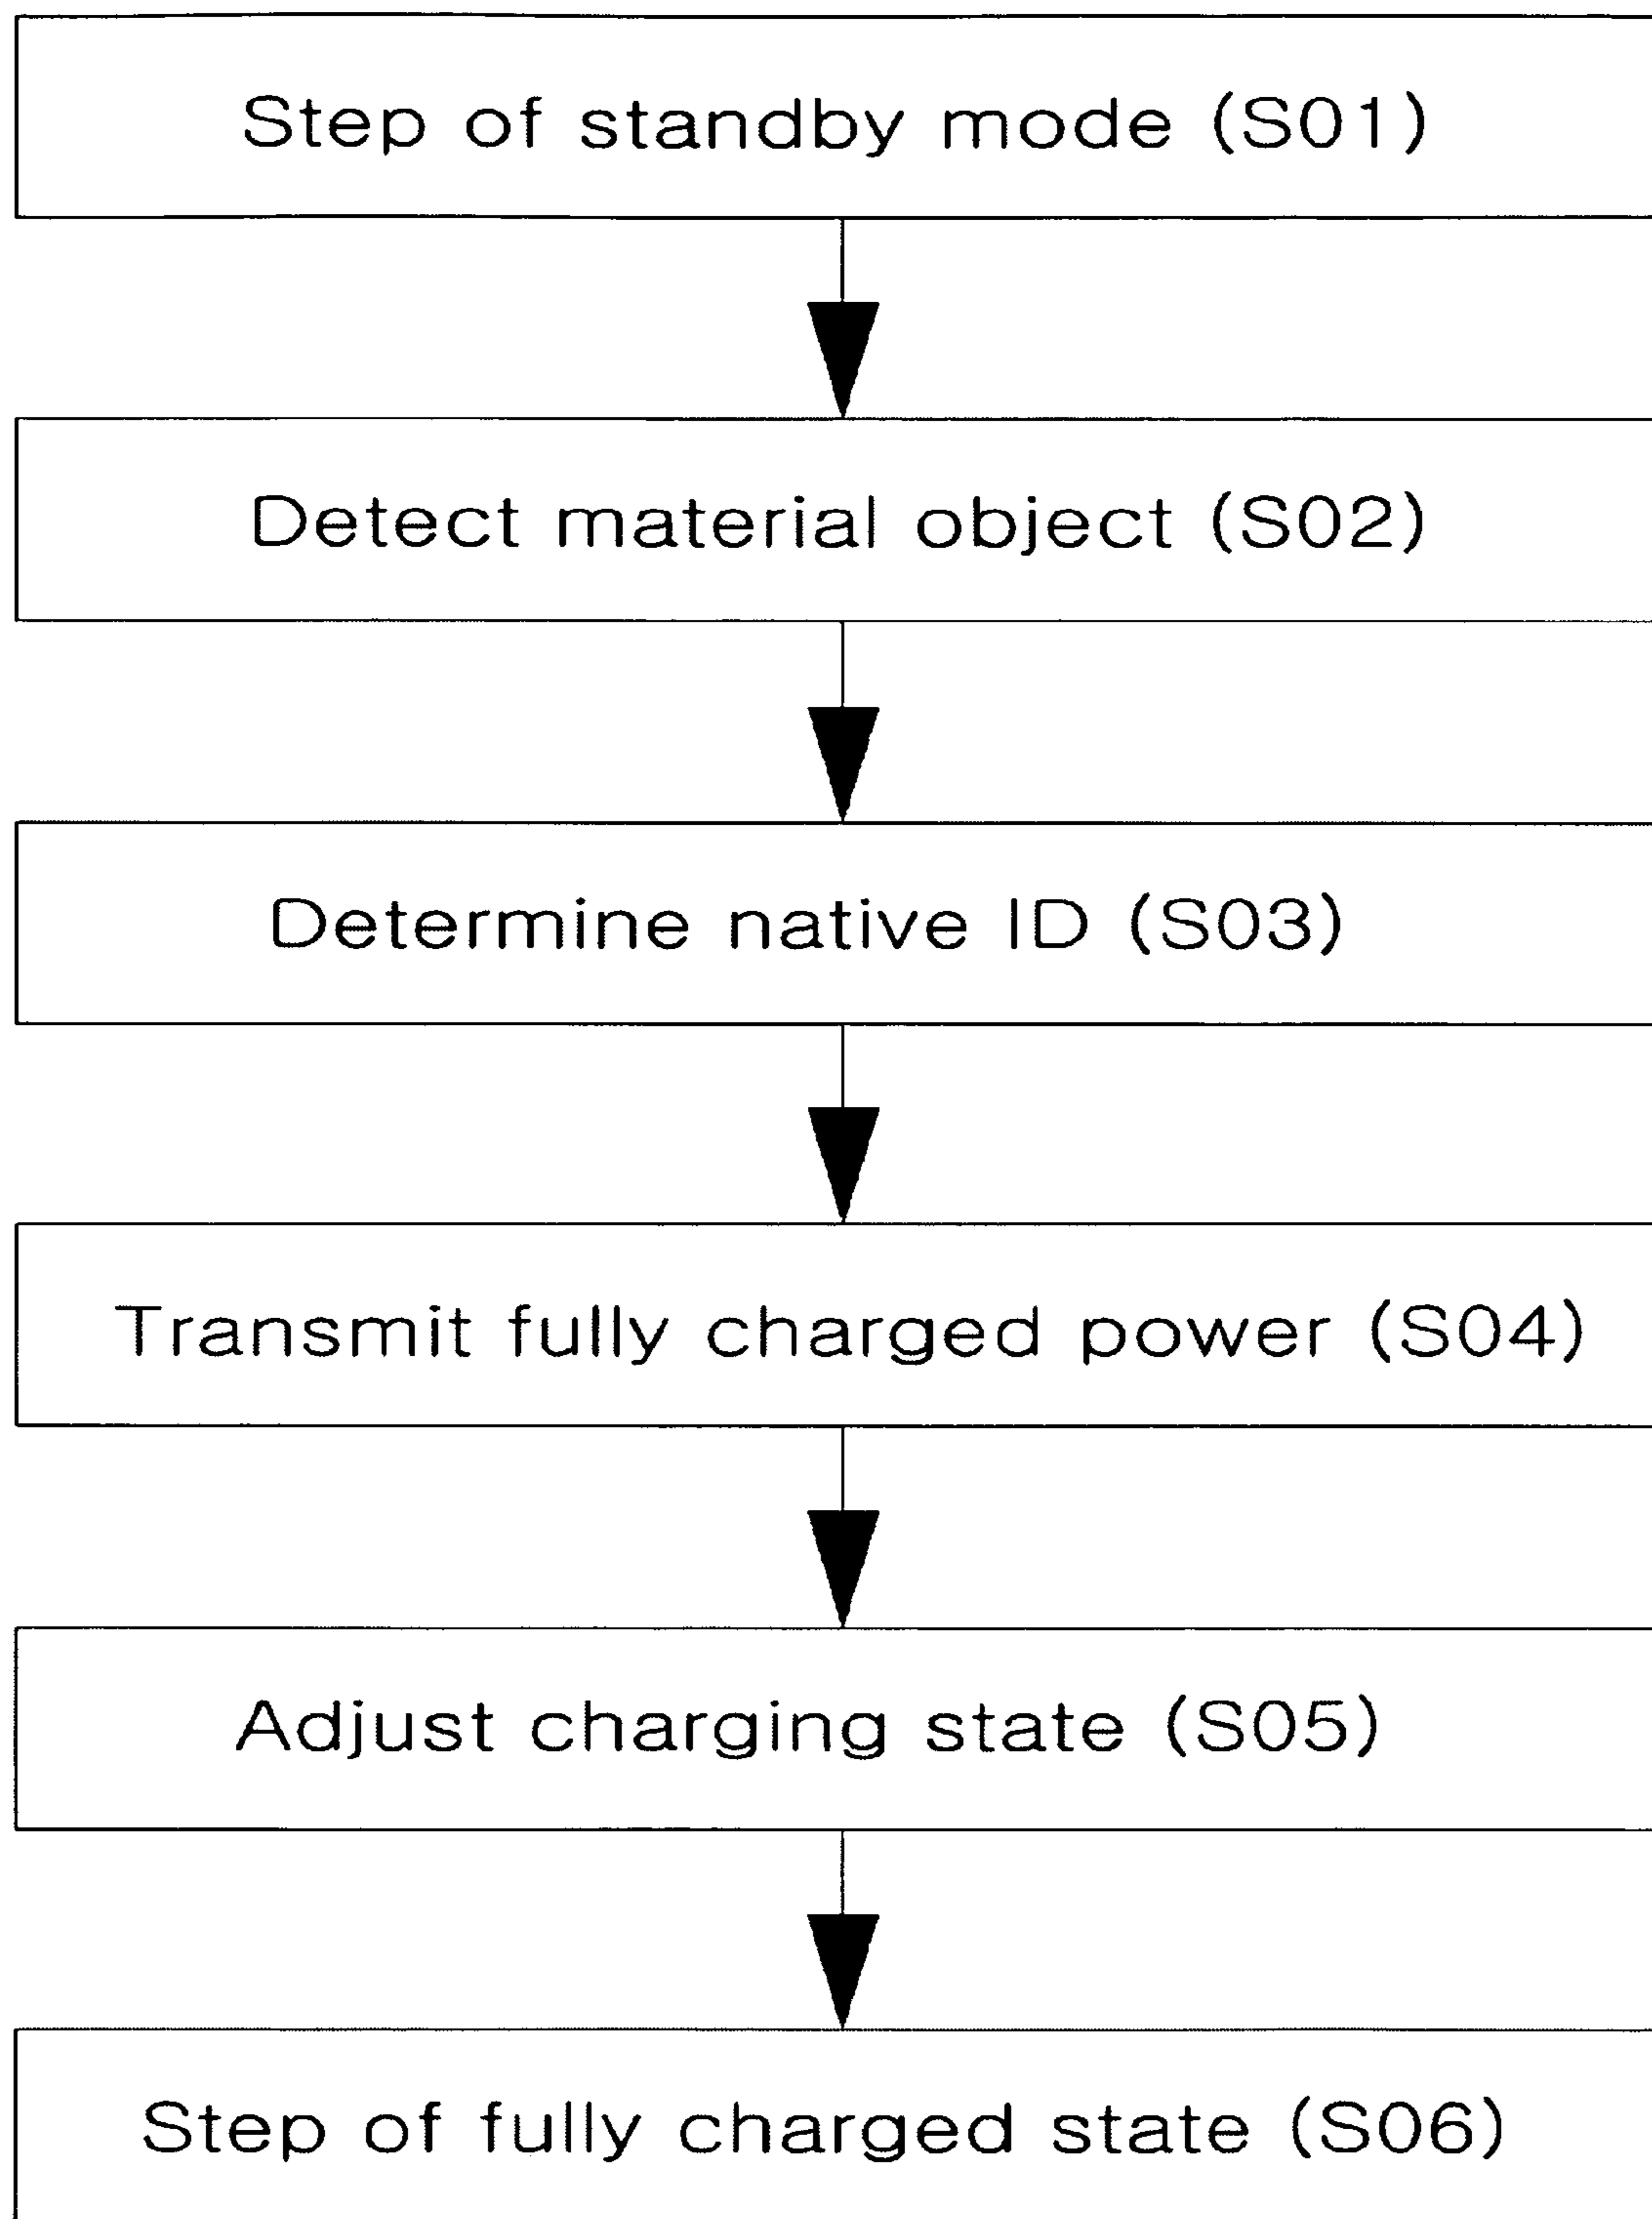 Step of standby mode (S01)
Detect material object (S02)
Determine native ID (S03)
Transmit fully charged power (S04)
Adjust charging state (S05)
Step of fully charged state (S06)